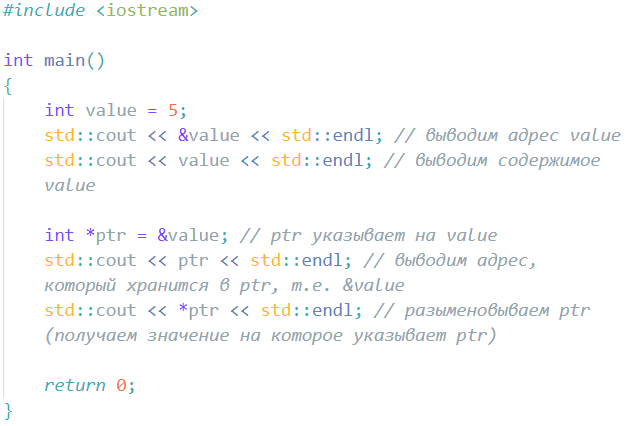 #include <iostream>

int main()
{
    int value = 5;
    std::cout << &value << std::endl; // выводим адрес value
    std::cout << value << std::endl; // выводим содержимое
    value

    int *ptr = &value; // ptr указывает на value
    std::cout << ptr << std::endl; // выводим адрес,
    который хранится в ptr, т.е. &value
    std::cout << *ptr << std::endl; // разыменовываем ptr
    (получаем значение на которое указывает ptr)

    return 0;
}